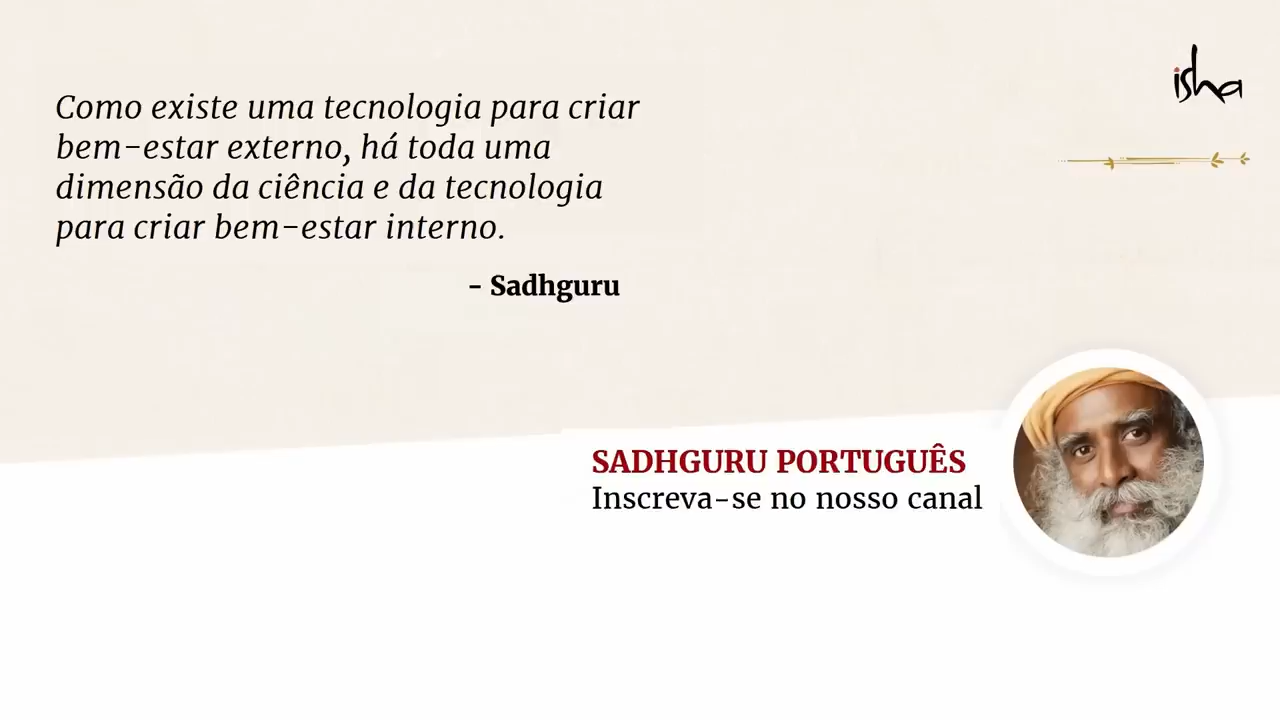 Como existe uma tecnologia para criar
bem-estar externo, há toda uma
dimensão da ciência e da tecnologia
para criar bem-estar interno.
- Sadhguru
isha
SADHGURU PORTUGUÊS
Inscreva-se no nosso canal